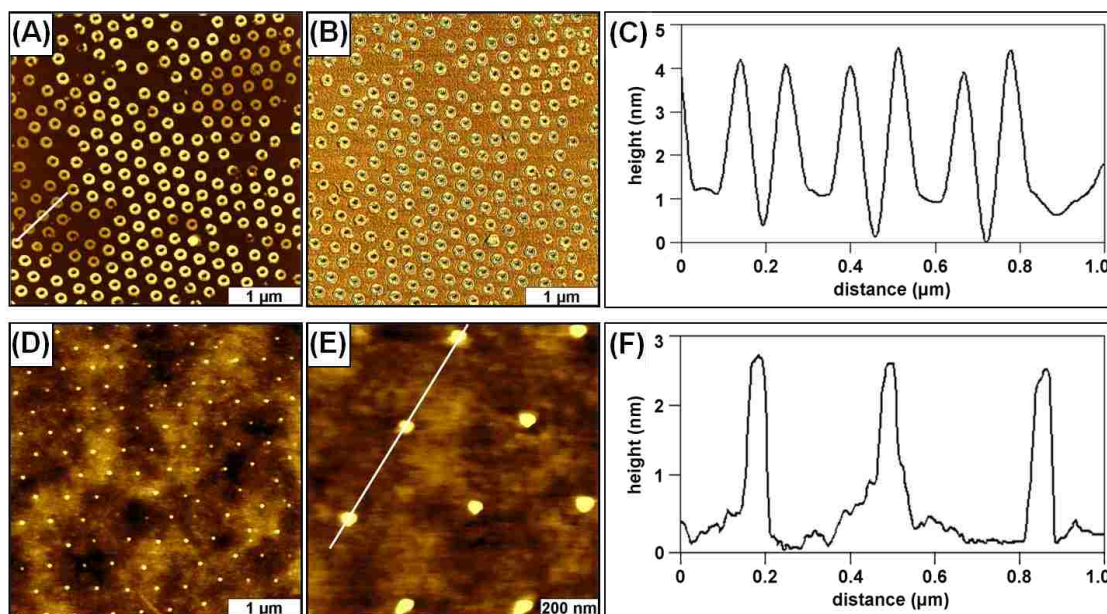 (A)
1 µm
(B)
1 µm
(C)
height (nm)
5
4
3
2
1
0
0 0.2 0.4 0.6 0.8 1.0
distance (µm)
(D)
1 µm
(E)
200 nm
(F)
height (nm)
3
2
1
0
0 0.2 0.4 0.6 0.8 1.0
distance (µm)